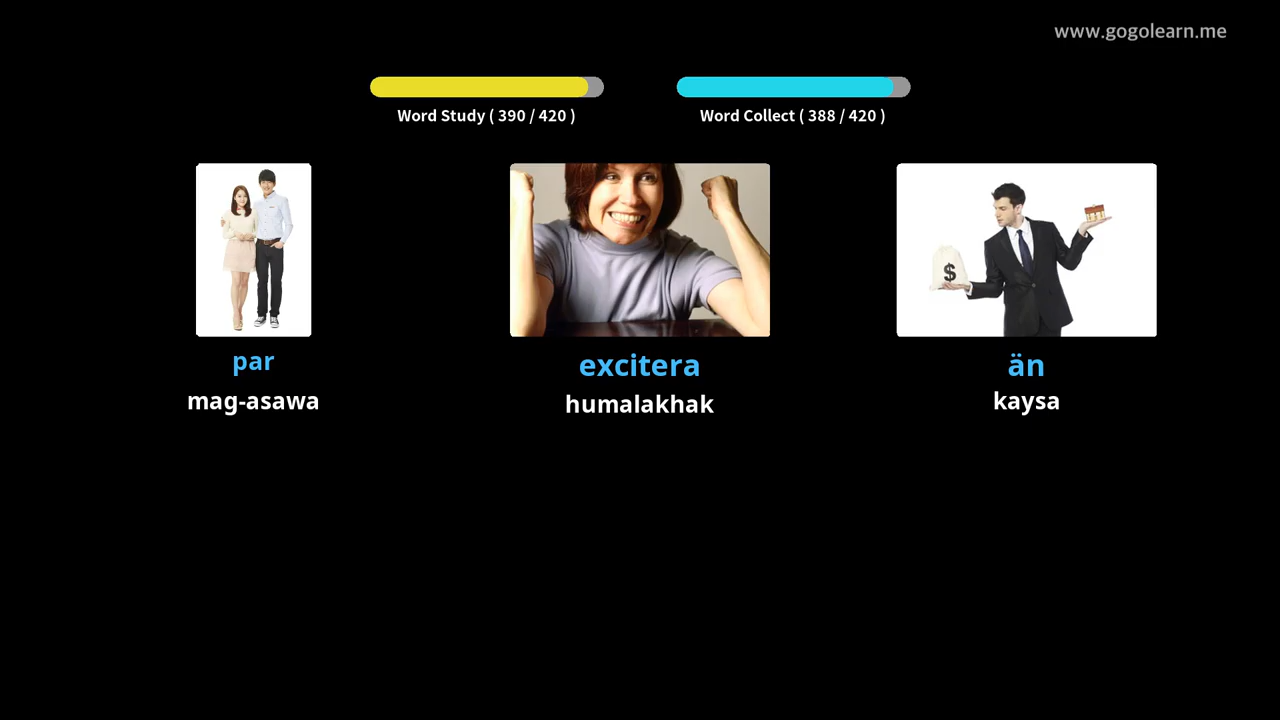 www.gogolearn.me
Word Study ( 390 / 420 )
Word Collect ( 388 / 420 )
$
par
mag-asawa
excitera
humalakhak
än
kaysa